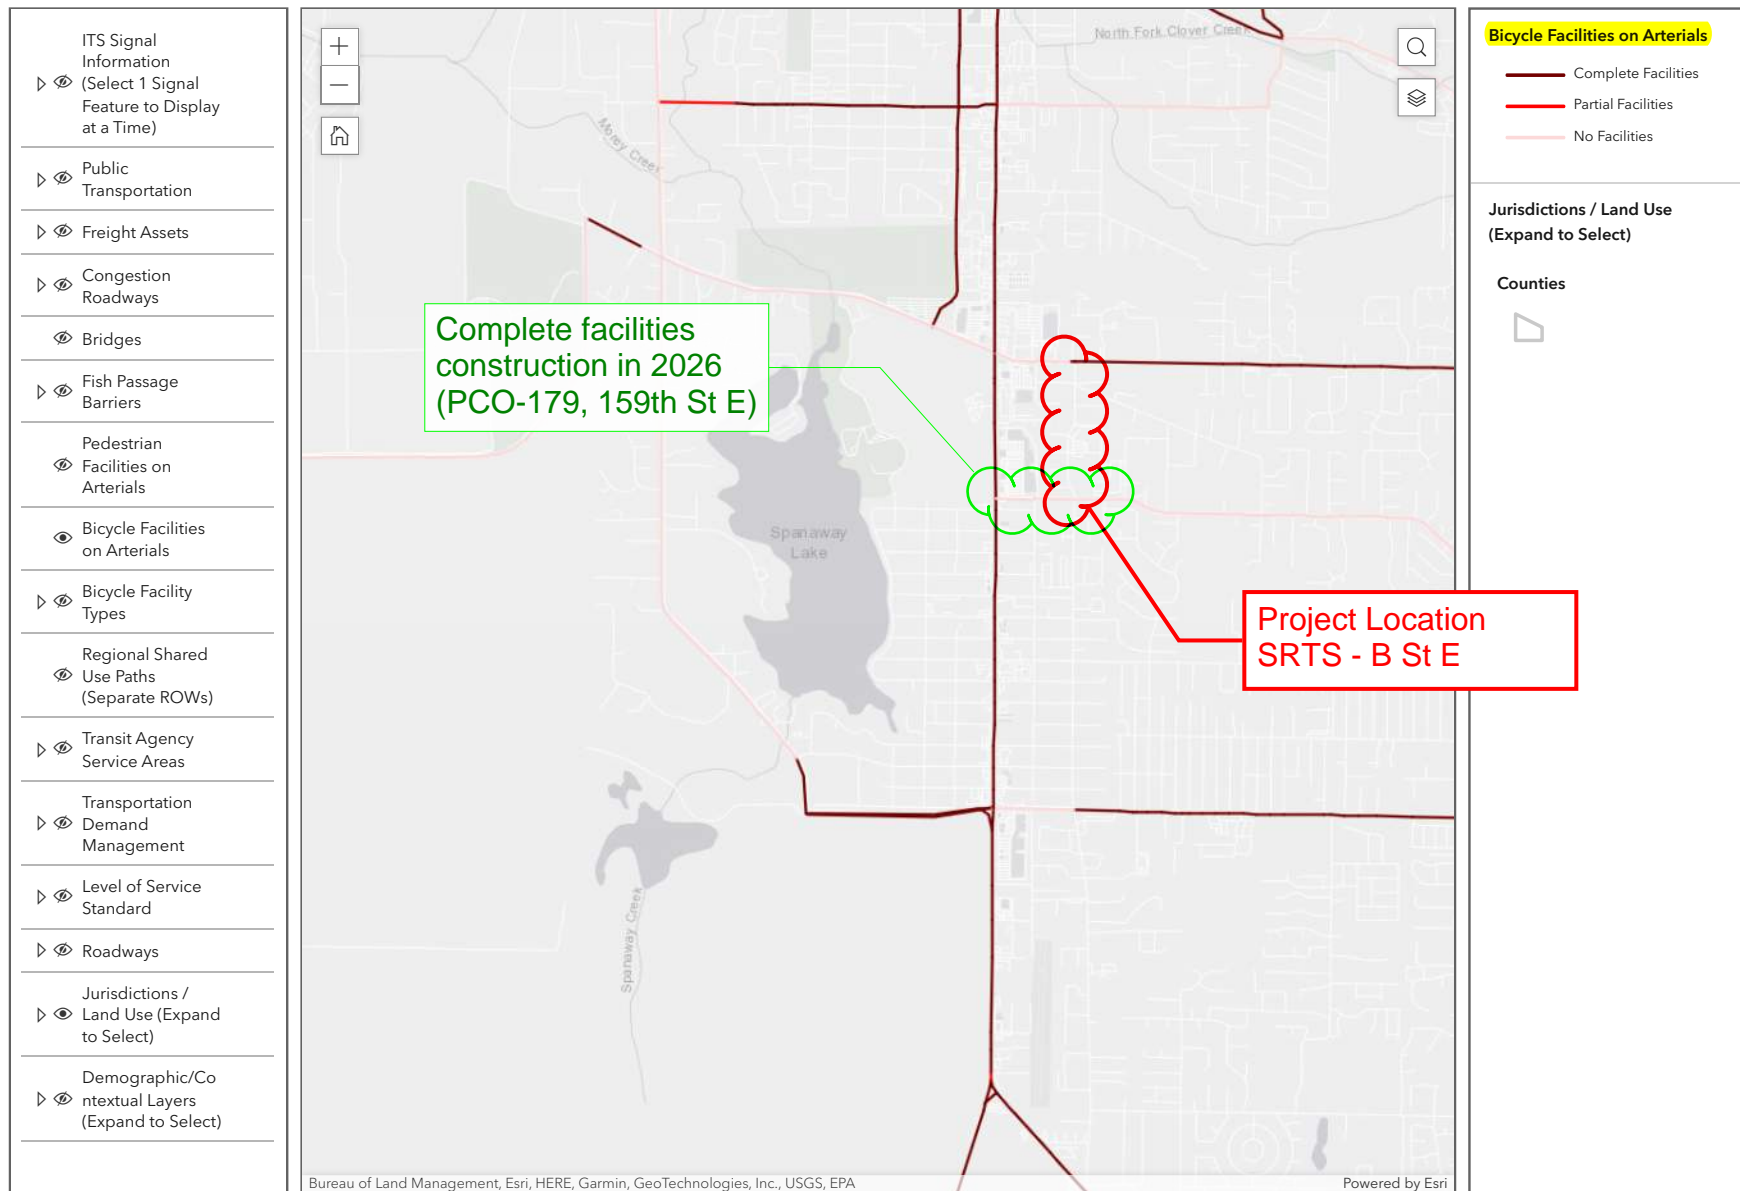 ITS Signal
Information
(Select 1 Signal
Feature to Display
at a Time)
Public
Transportation
Freight Assets
Congestion
Roadways
Bridges
Fish Passage
Barriers
Pedestrian
Facilities on
Arterials
Bicycle Facilities
on Arterials
Bicycle Facility
Types
Regional Shared
Use Paths
(Separate ROWs)
Transit Agency
Service Areas
Transportation
Demand
Management
Level of Service
Standard
Roadways
Jurisdictions /
Land Use (Expand
to Select)
Demographic/Co
ntextual Layers
(Expand to Select)
North Fork Clover Creek
Morey Creek
Complete facilities
construction in 2026
(PCO-179, 159th St E)
Spanaway
Lake
Project Location
SRTS - B St E
Spanaway Creek
Bureau of Land Management, Esri, HERE, Garmin, GeoTechnologies, Inc., USGS, EPA
Powered by Esri
Bicycle Facilities on Arterials
Complete Facilities
Partial Facilities
No Facilities
Jurisdictions / Land Use
(Expand to Select)
Counties